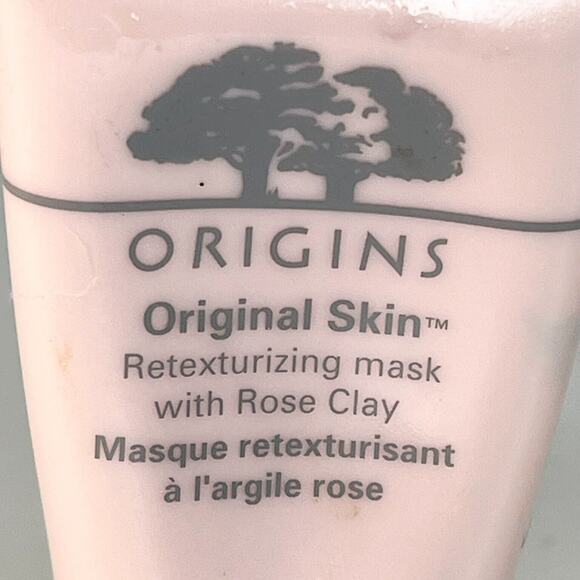 ORIGINS
Original Skin™
Retexturizing mask
with Rose Clay
Masque retexturisant
à l'argile rose